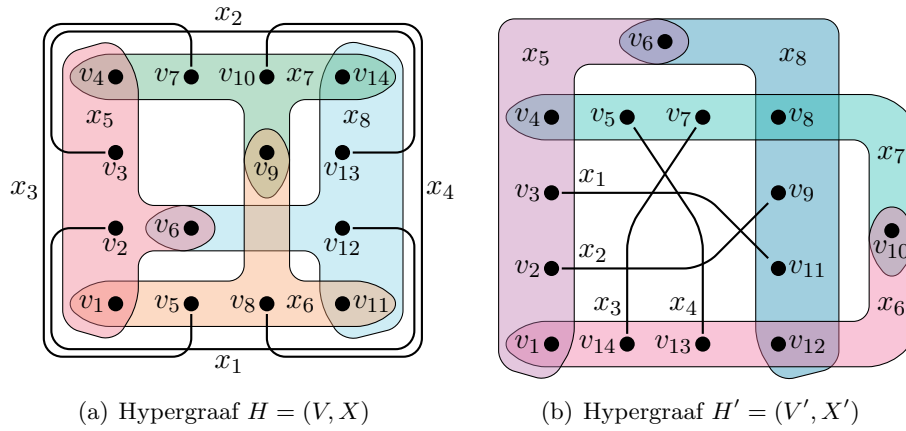 x₂
v₄ v₇ v₁₀ x₇ v₁₄
x₅ x₈
v₃ v₉ v₁₃
x₃ x₄
v₂ v₆ v₁₂
v₁ v₅ v₈ x₆ v₁₁
x₁
(a) Hypergraaf H = (V, X)
x₅ v₆ x₈
v₄ v₅ v₇ v₈
x₇
v₃ x₁ v₉
v₁₀
v₂ x₂ v₁₁
x₃ x₄ x₆
v₁ v₁₄ v₁₃ v₁₂
(b) Hypergraaf H′ = (V′, X′)